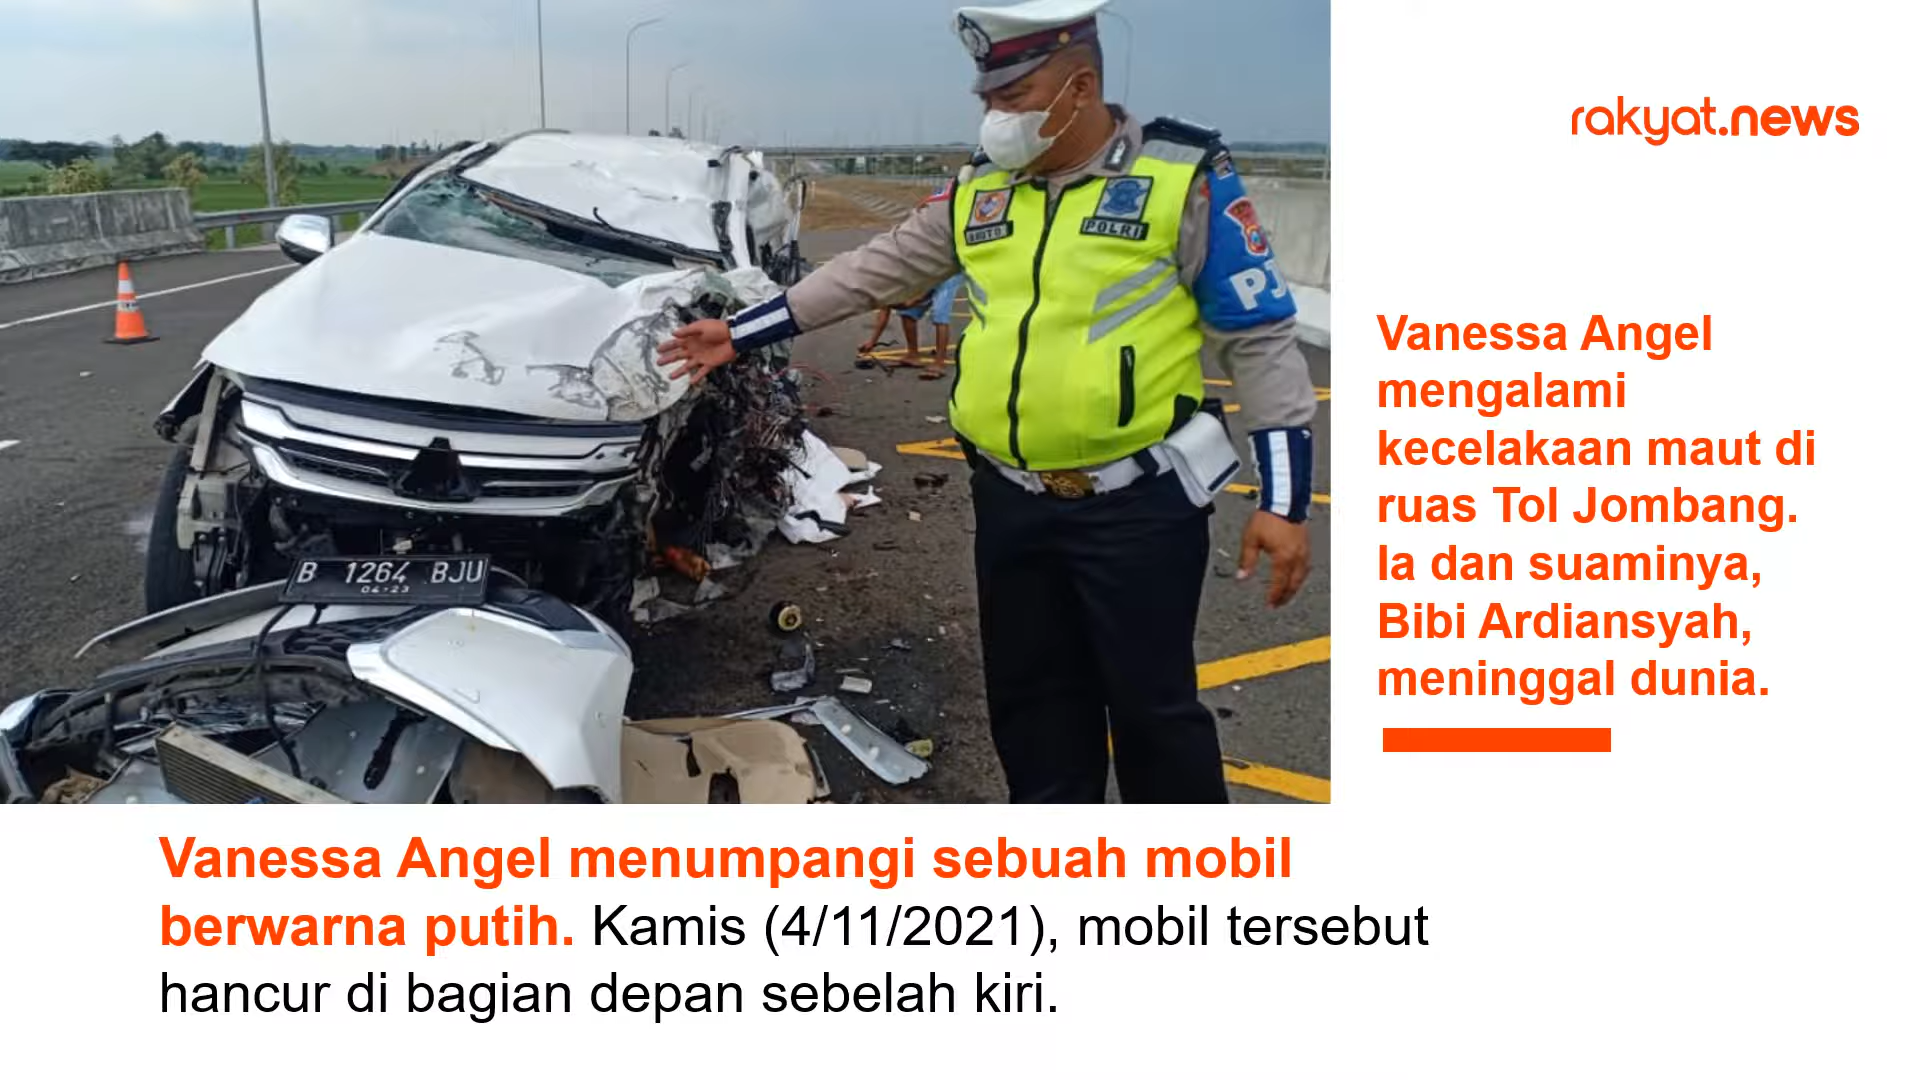 rakyat.news
POLRI
PJ
B 1264 BJU
04·23
Vanessa Angel
mengalami
kecelakaan maut di
ruas Tol Jombang.
Ia dan suaminya,
Bibi Ardiansyah,
meninggal dunia.
Vanessa Angel menumpangi sebuah mobil
berwarna putih. Kamis (4/11/2021), mobil tersebut
hancur di bagian depan sebelah kiri.